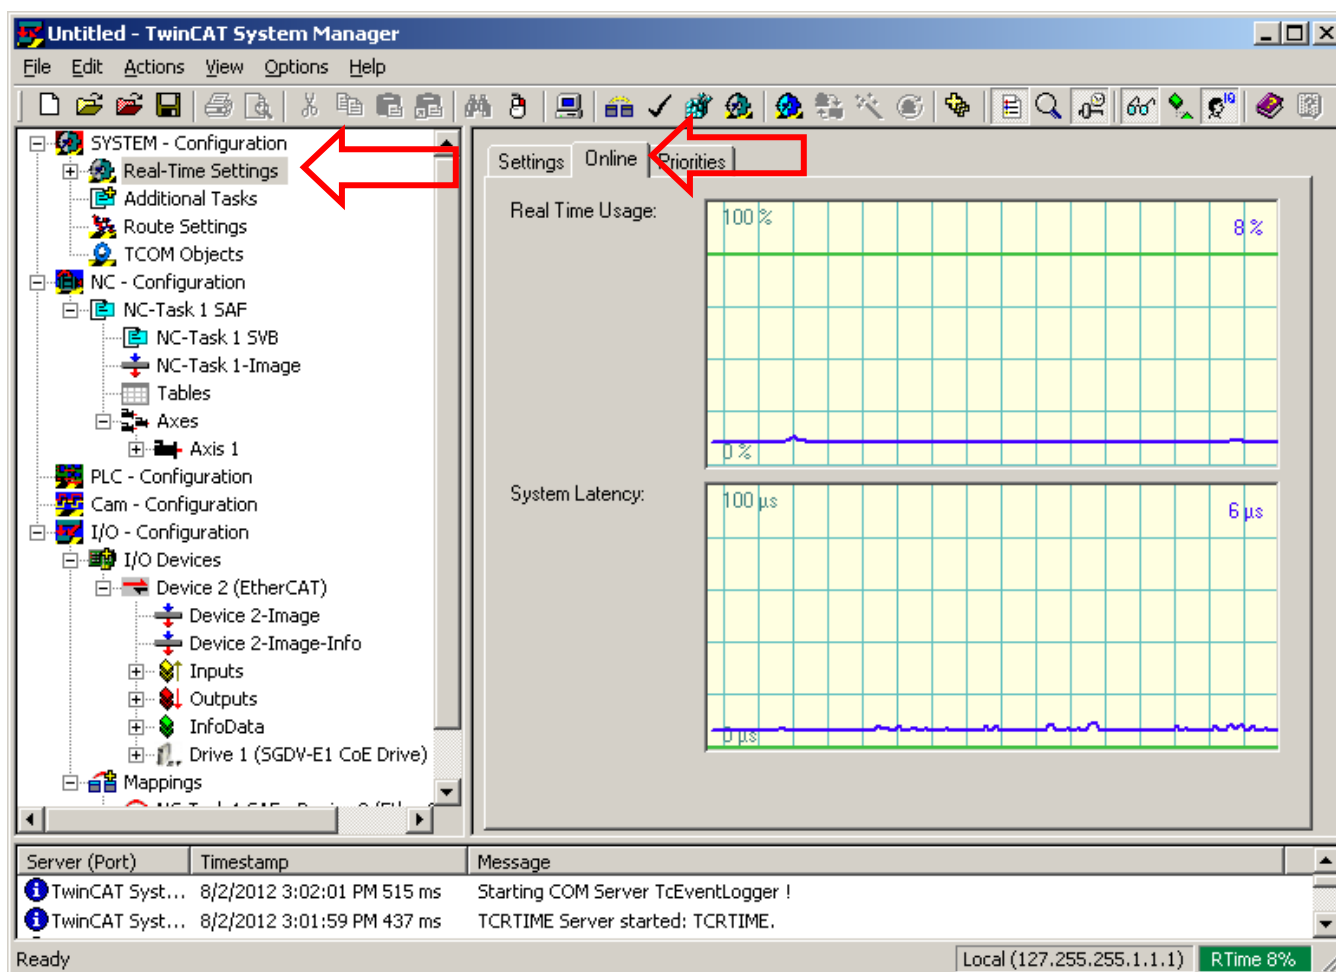 Untitled - TwinCAT System Manager
File Edit Actions View Options Help
SYSTEM - Configuration
Real-Time Settings
Additional Tasks
Route Settings
TCOM Objects
NC - Configuration
NC-Task 1 SAF
NC-Task 1 SVB
NC-Task 1-Image
Tables
Axes
Axis 1
PLC - Configuration
Cam - Configuration
I/O - Configuration
I/O Devices
Device 2 (EtherCAT)
Device 2-Image
Device 2-Image-Info
Inputs
Outputs
InfoData
Drive 1 (SGDV-E1 CoE Drive)
Mappings
Settings Online Priorities
Real Time Usage:
100 %
8 %
0 %
System Latency:
100 µs
6 µs
0 µs
Server (Port) Timestamp Message
TwinCAT Syst... 8/2/2012 3:02:01 PM 515 ms Starting COM Server TcEventLogger !
TwinCAT Syst... 8/2/2012 3:01:59 PM 437 ms TCRTIME Server started: TCRTIME.
Ready Local (127.255.255.1.1.1) RTime 8%